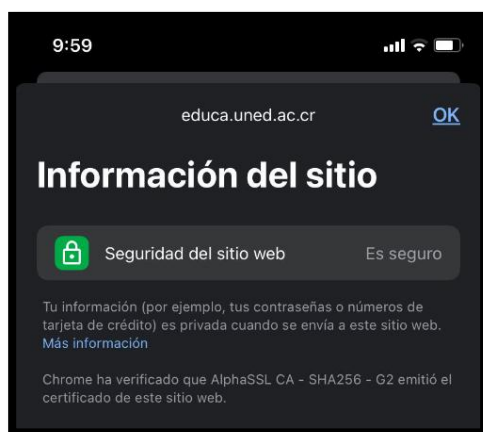 9:59
educa.uned.ac.cr OK
Información del sitio
Seguridad del sitio web Es seguro
Tu información (por ejemplo, tus contraseñas o números de
tarjeta de crédito) es privada cuando se envía a este sitio web.
Más información
Chrome ha verificado que AlphaSSL CA - SHA256 - G2 emitió el
certificado de este sitio web.